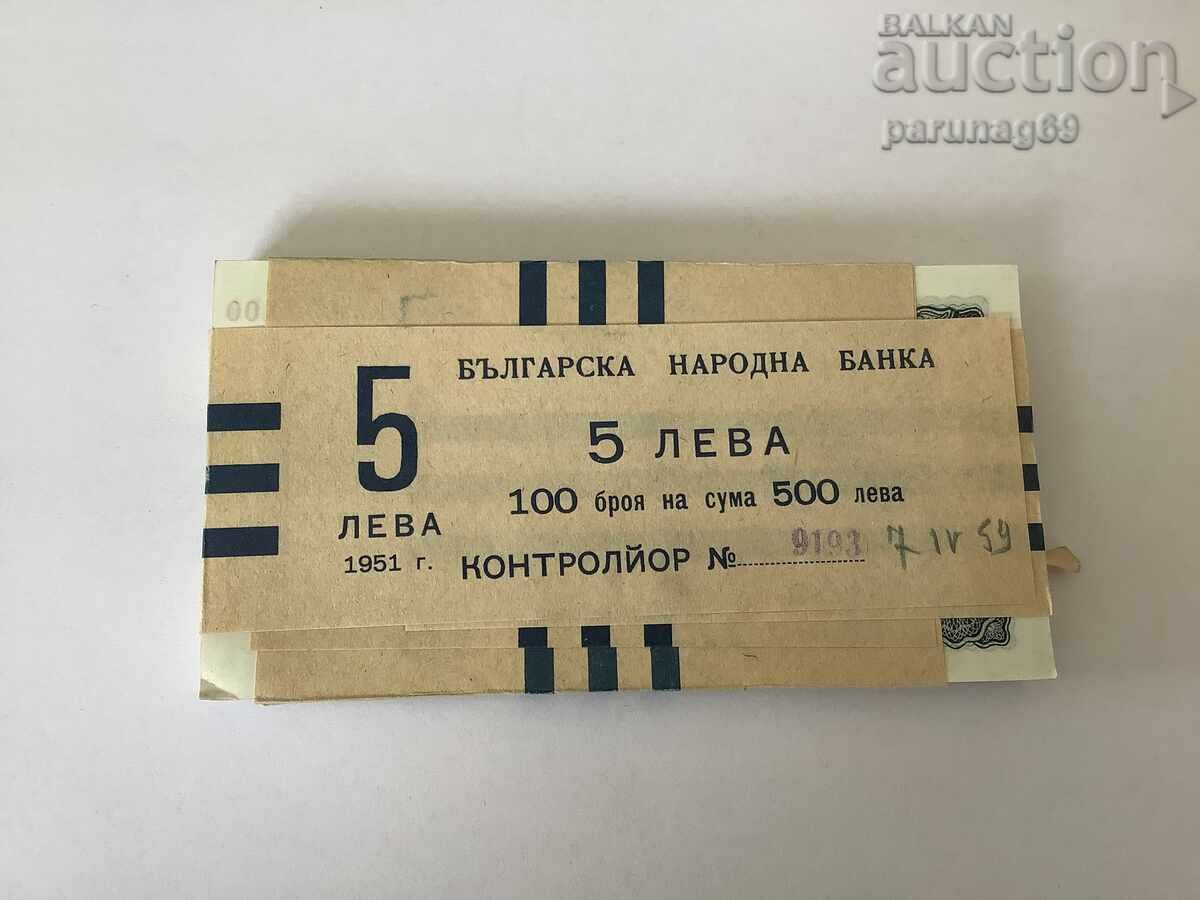 BALKAN
auction
parunag69
00
5
ЛЕВА
1951 г.
БЪЛГАРСКА НАРОДНА БАНКА
5 ЛЕВА
100 броя на сума 500 лева
КОНТРОЛЙОР № 9193 7 IV 59